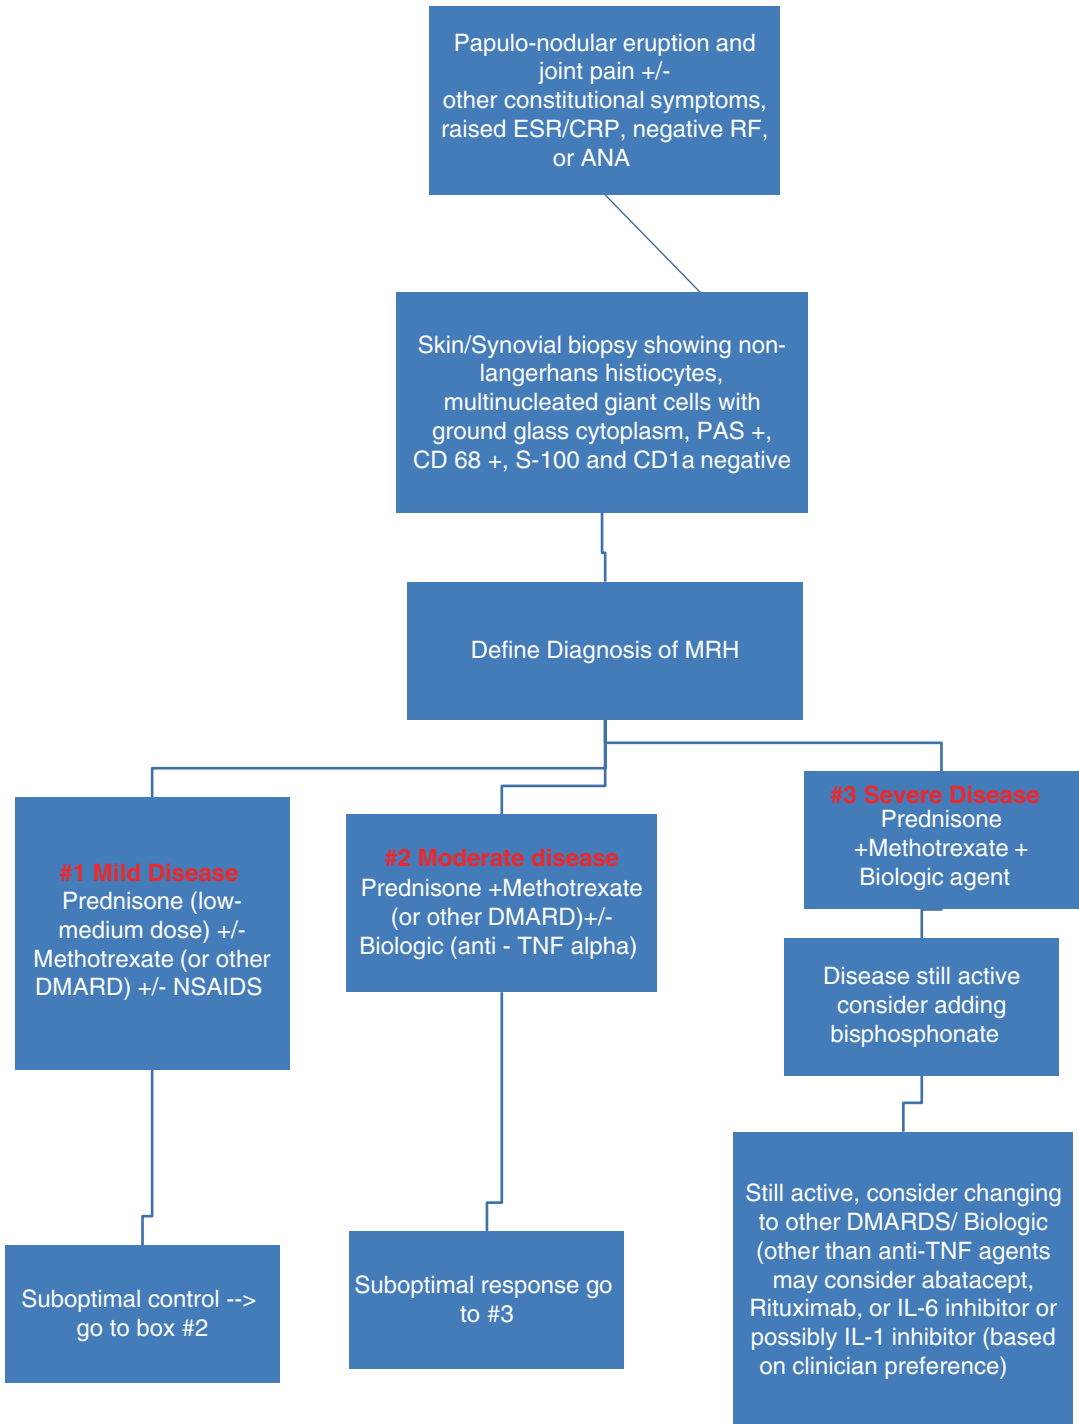 Papulo-nodular eruption and
joint pain +/-
other constitutional symptoms,
raised ESR/CRP, negative RF,
or ANA
Skin/Synovial biopsy showing non-
langerhans histiocytes,
multinucleated giant cells with
ground glass cytoplasm, PAS +,
CD 68 +, S-100 and CD1a negative
Define Diagnosis of MRH
#1 Mild Disease
Prednisone (low-
medium dose) +/-
Methotrexate (or other
DMARD) +/- NSAIDS
#2 Moderate disease
Prednisone +Methotrexate
(or other DMARD)+/-
Biologic (anti - TNF alpha)
#3 Severe Disease
Prednisone
+Methotrexate +
Biologic agent
Disease still active
consider adding
bisphosphonate
Suboptimal control -->
go to box #2
Suboptimal response go
to #3
Still active, consider changing
to other DMARDS/ Biologic
(other than anti-TNF agents
may consider abatacept,
Rituximab, or IL-6 inhibitor or
possibly IL-1 inhibitor (based
on clinician preference)